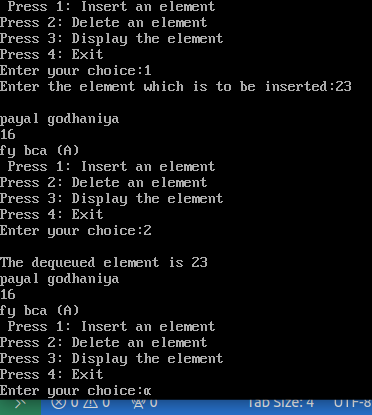 Press 1: Insert an element
Press 2: Delete an element
Press 3: Display the element
Press 4: Exit
Enter your choice:1
Enter the element which is to be inserted:23
payal godhaniya
16
fy bca (A)
Press 1: Insert an element
Press 2: Delete an element
Press 3: Display the element
Press 4: Exit
Enter your choice:2
The dequeued element is 23
payal godhaniya
16
fy bca (A)
Press 1: Insert an element
Press 2: Delete an element
Press 3: Display the element
Press 4: Exit
Enter your choice:α
0 0 0 Tab Size: 4 UTF-8